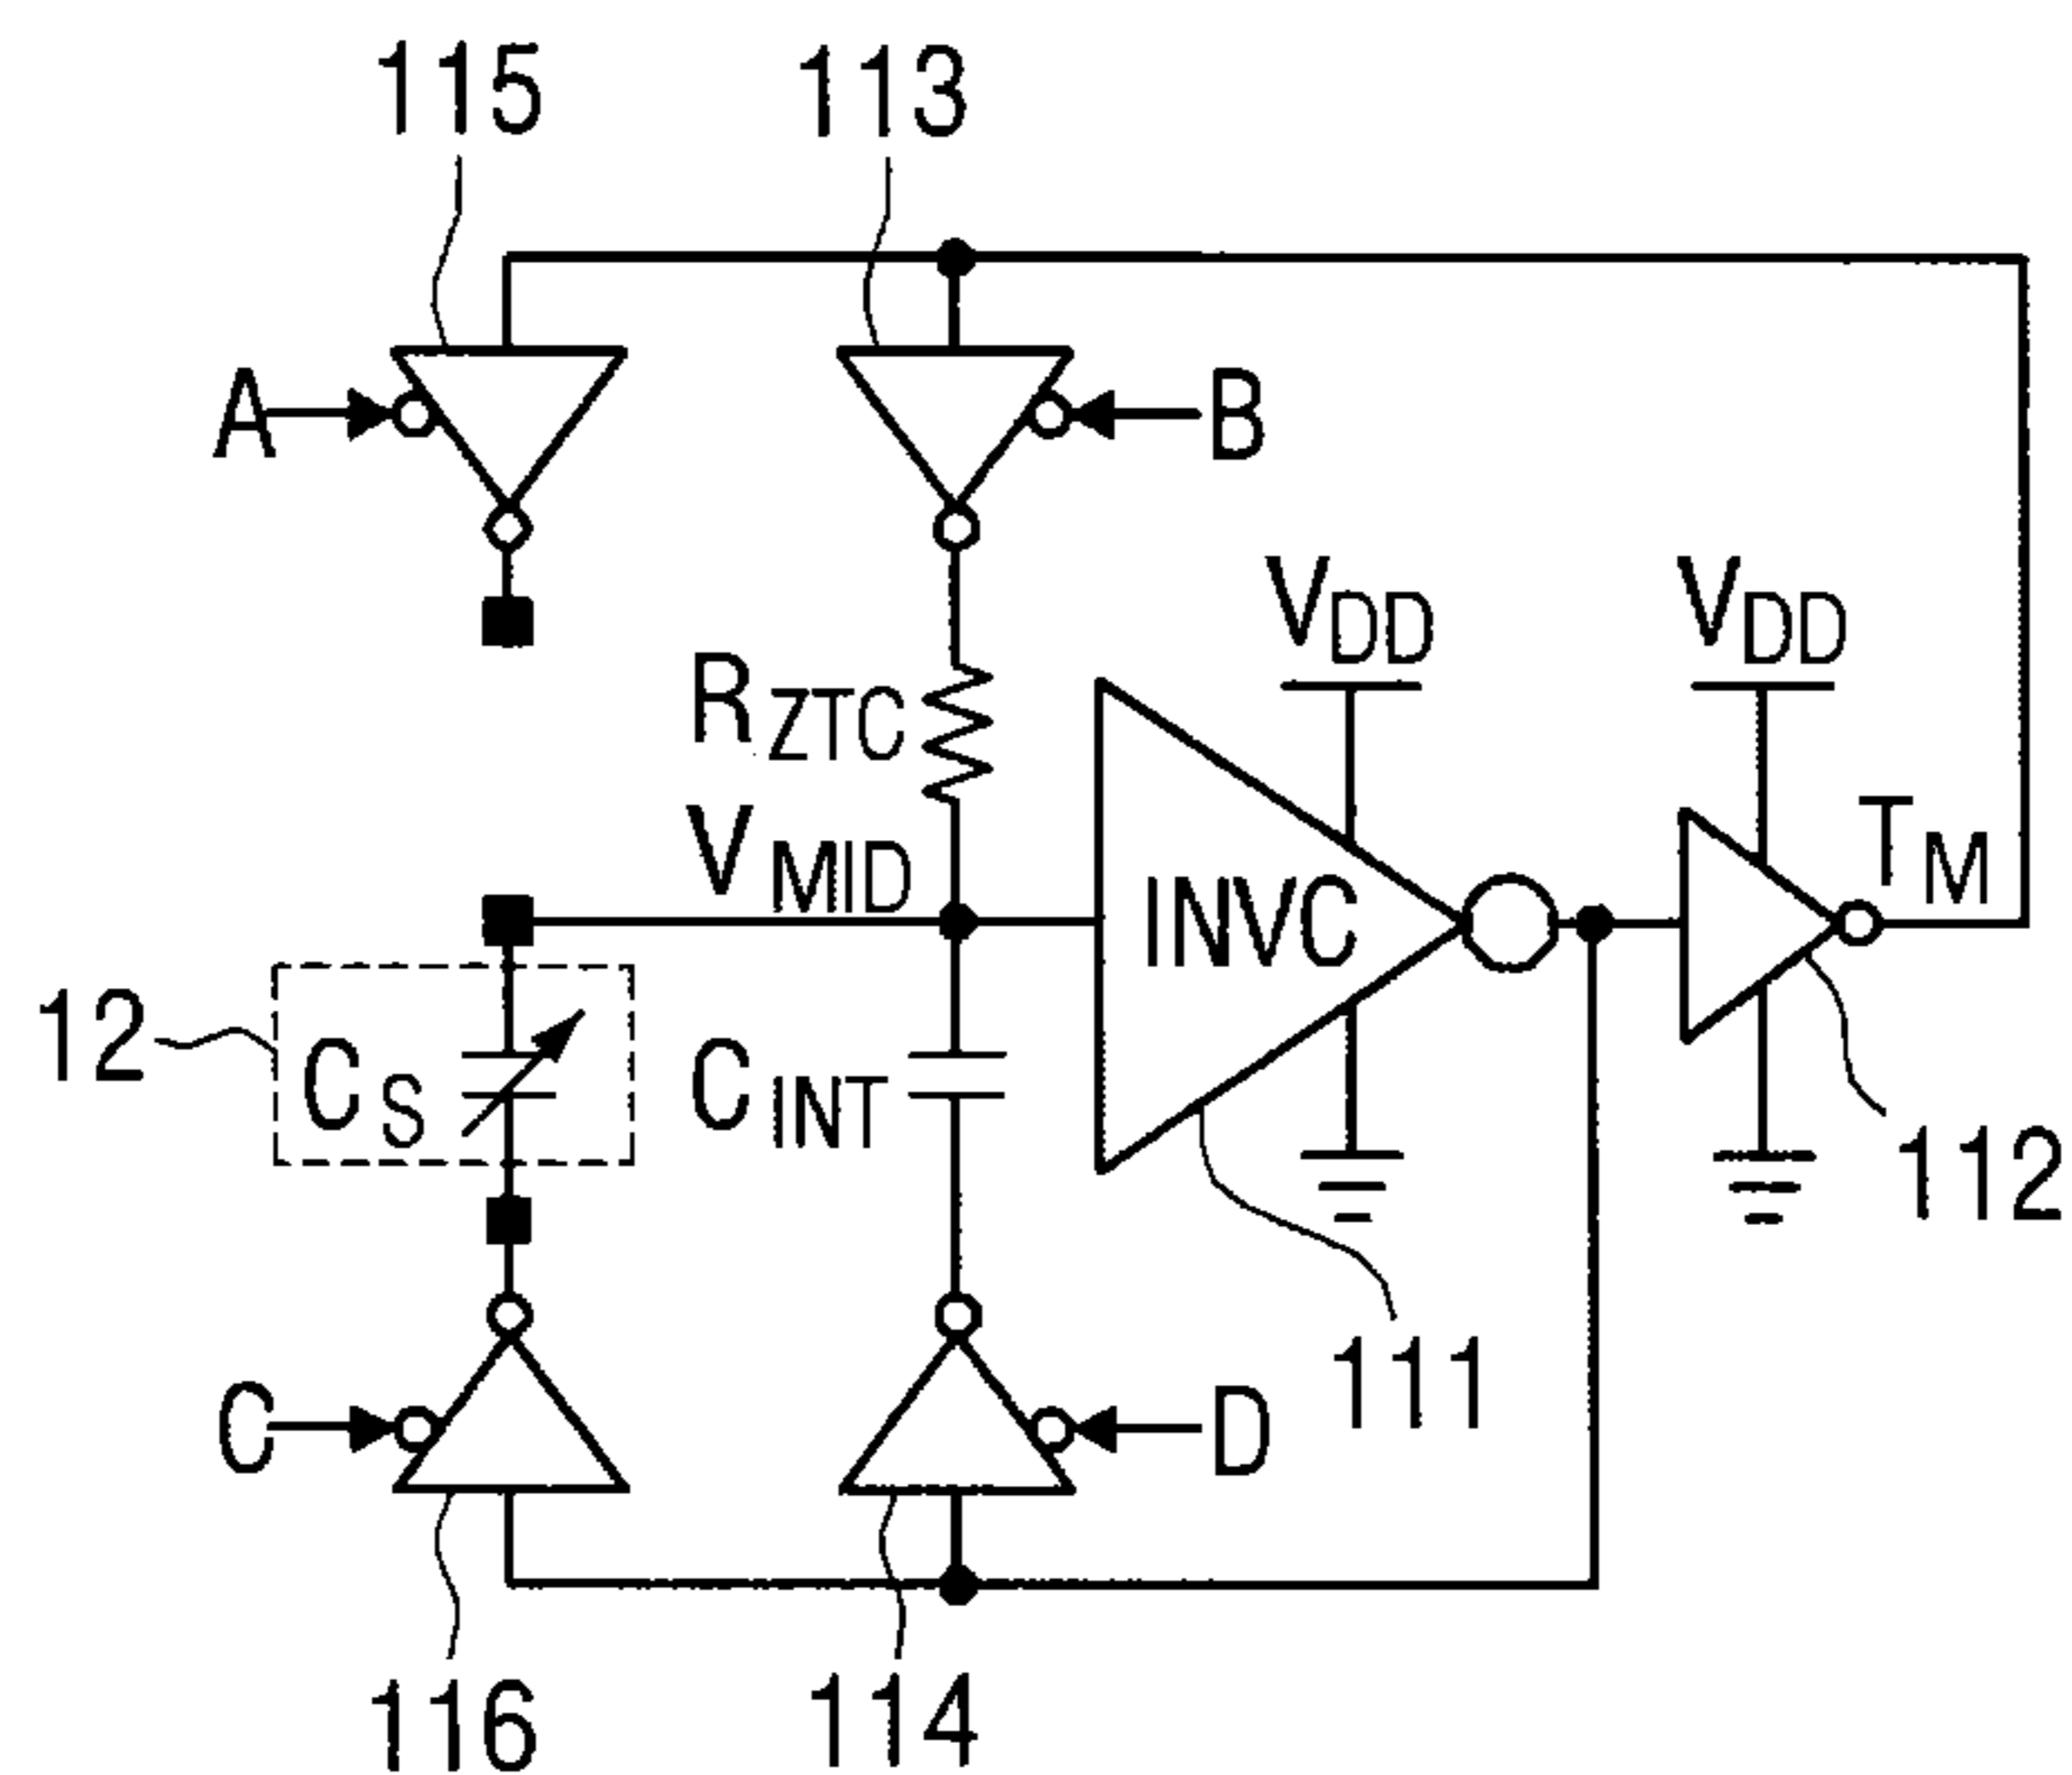 115
113
A
B
VDD
VDD
RZTC
VMID
TM
INVC
12
CS
CINT
112
111
C
D
116
114